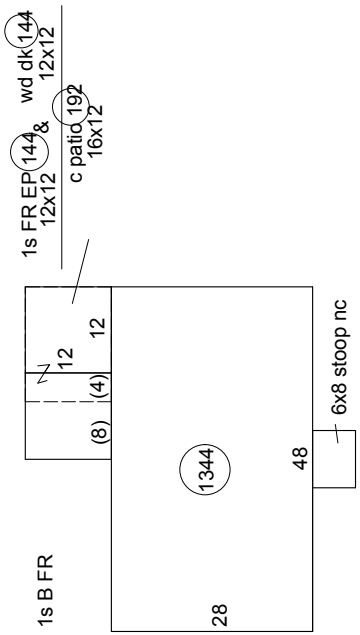 1s FR EP 144 & wd dk 144
12x12 12x12
c patio 192
16x12
12
(8) (4) 12
1s B FR
1344
28
48
6x8 stoop nc